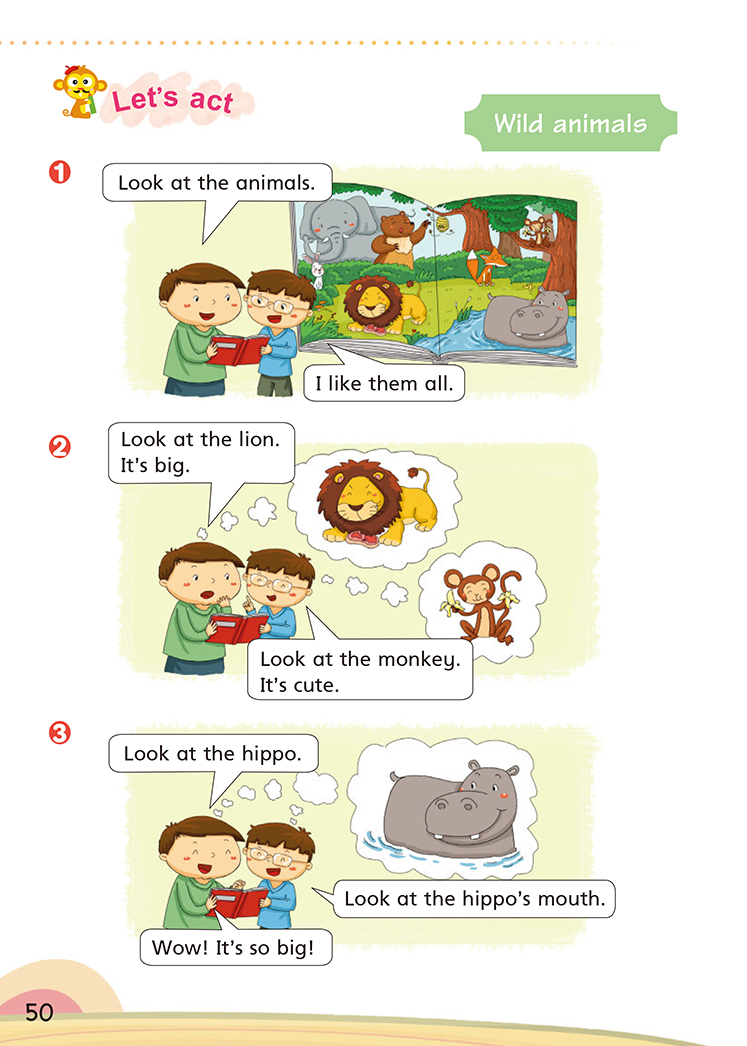 Let's act
Wild animals
1
Look at the animals.
I like them all.
2
Look at the lion.
It's big.
Look at the monkey.
It's cute.
3
Look at the hippo.
Look at the hippo's mouth.
Wow! It's so big!
50